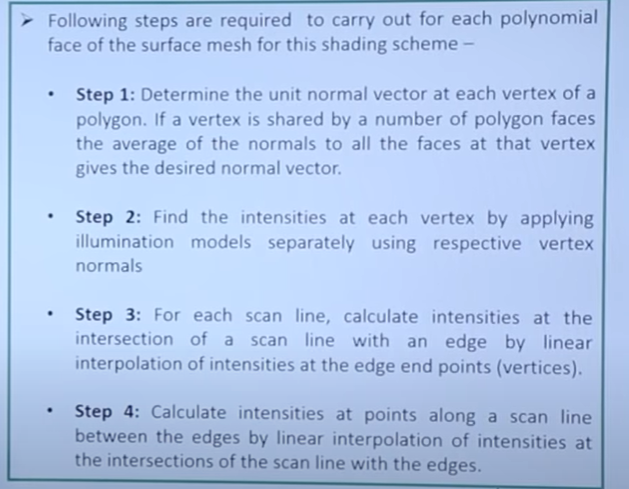 ➢ Following steps are required to carry out for each polynomial
face of the surface mesh for this shading scheme –
• Step 1: Determine the unit normal vector at each vertex of a
polygon. If a vertex is shared by a number of polygon faces
the average of the normals to all the faces at that vertex
gives the desired normal vector.
• Step 2: Find the intensities at each vertex by applying
illumination models separately using respective vertex
normals
• Step 3: For each scan line, calculate intensities at the
intersection of a scan line with an edge by linear
interpolation of intensities at the edge end points (vertices).
• Step 4: Calculate intensities at points along a scan line
between the edges by linear interpolation of intensities at
the intersections of the scan line with the edges.